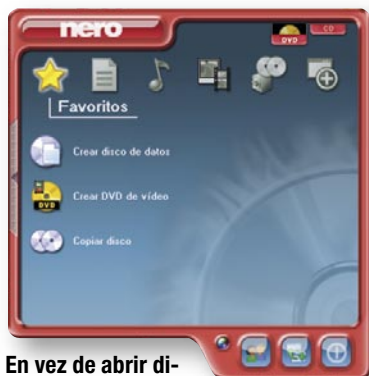 nero
DVD
CD
Favoritos
Crear disco de datos
DVD
Crear DVD de vídeo
Copiar disco
En vez de abrir di-